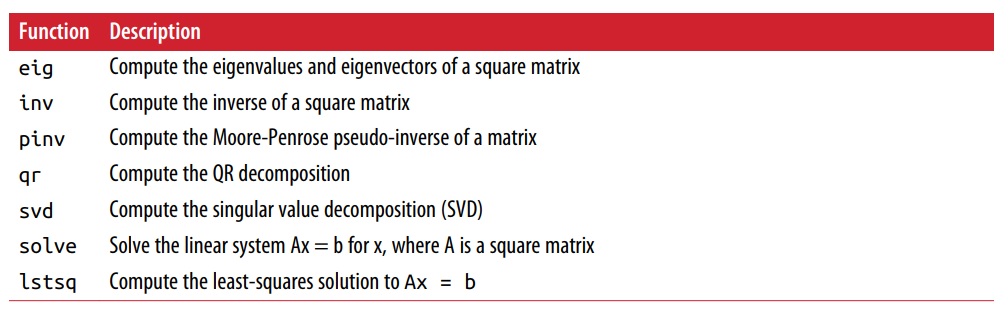 Function Description
eig Compute the eigenvalues and eigenvectors of a square matrix
inv Compute the inverse of a square matrix
pinv Compute the Moore-Penrose pseudo-inverse of a matrix
qr Compute the QR decomposition
svd Compute the singular value decomposition (SVD)
solve Solve the linear system Ax = b for x, where A is a square matrix
lstsq Compute the least-squares solution to Ax = b